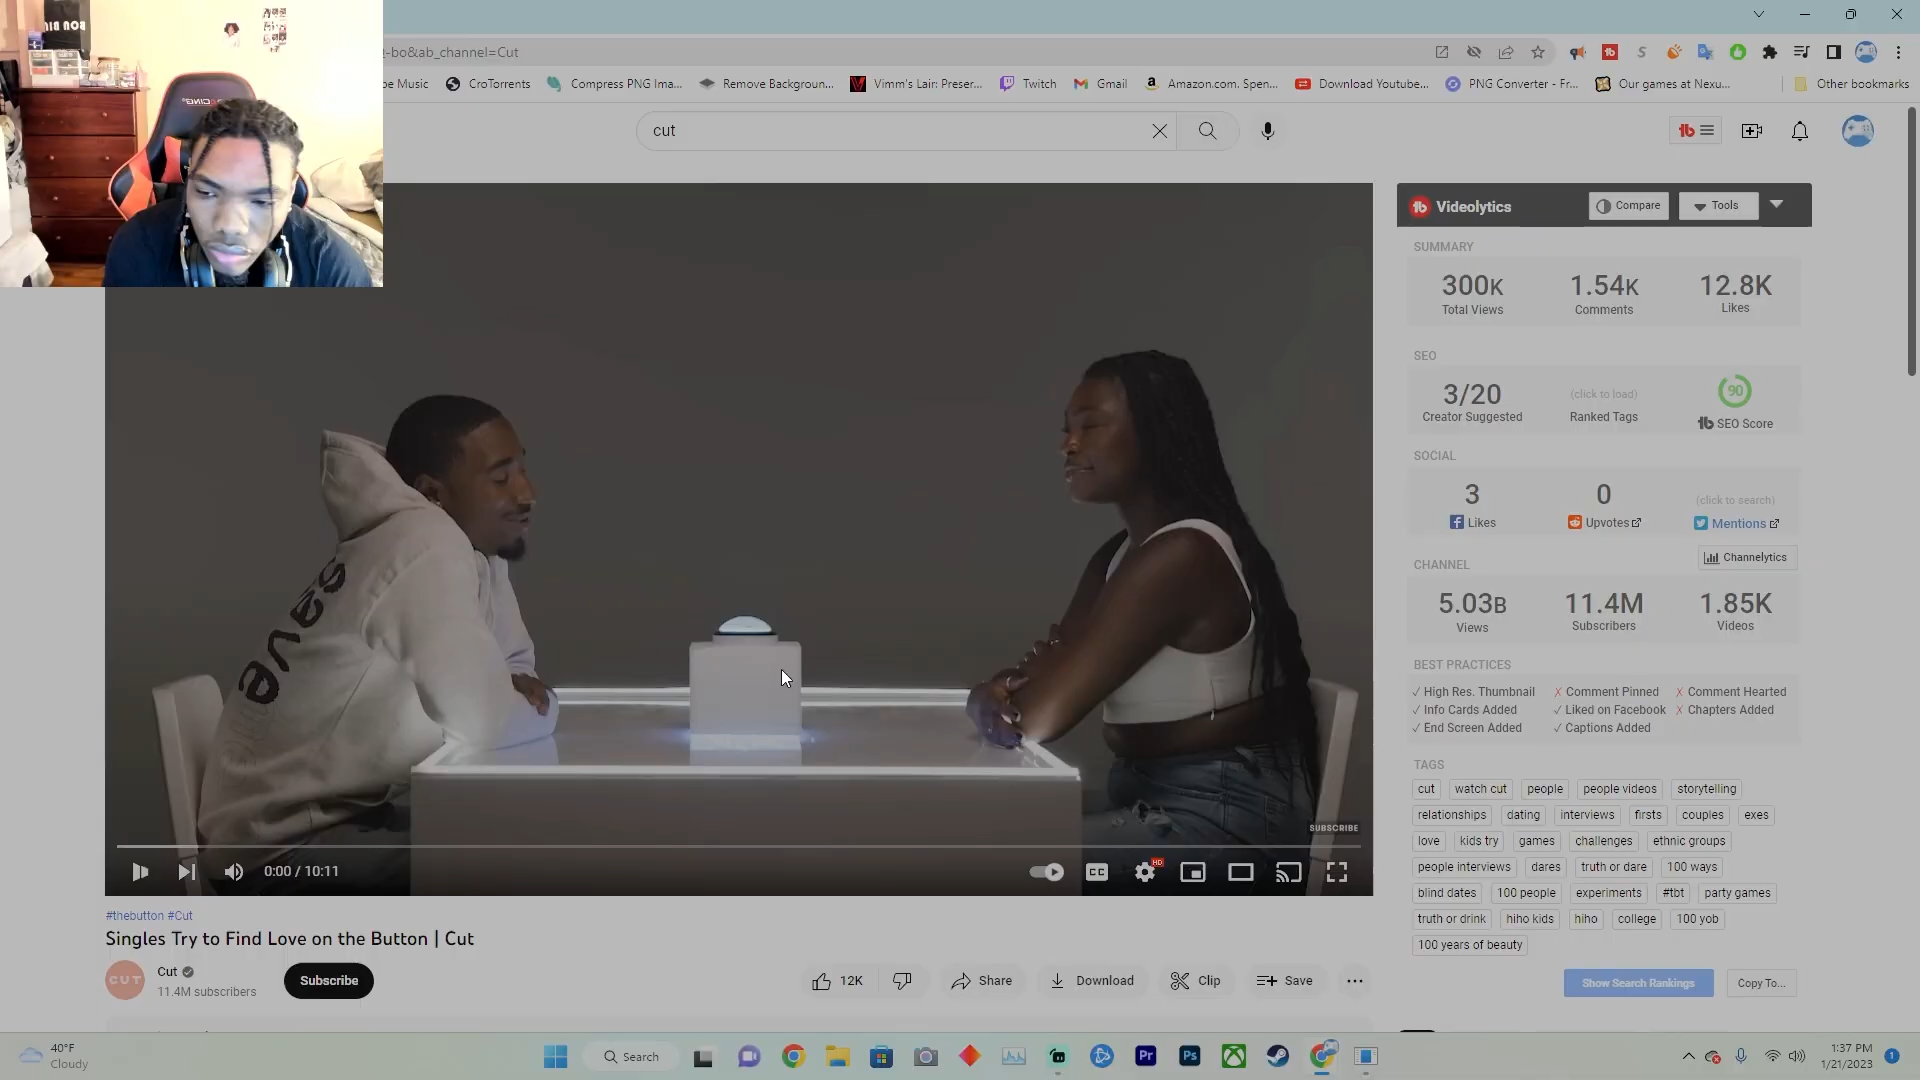 -bo&ab_channel=Cut
be Music
CroTorrents
Compress PNG Ima...
Remove Backgroun...
Vimm's Lair: Preser...
Twitch
Gmail
Amazon.com. Spen...
Download Youtube...
PNG Converter - Fr...
Our games at Nexu...
Other bookmarks
cut
Videolytics
Compare
Tools
SUMMARY
300K
1.54K
12.8K
Total Views
Comments
Likes
SEO
3/20
(click to load)
90
Creator Suggested
Ranked Tags
SEO Score
SOCIAL
3
0
(click to search)
Likes
Upvotes
Mentions
Channelytics
CHANNEL
5.03B
11.4M
1.85K
Views
Subscribers
Videos
BEST PRACTICES
✓ High Res. Thumbnail
✗ Comment Pinned
✗ Comment Hearted
✓ Info Cards Added
✓ Liked on Facebook
✗ Chapters Added
✓ End Screen Added
✓ Captions Added
TAGS
cut
watch cut
people
people videos
storytelling
relationships
dating
interviews
firsts
couples
exes
love
kids try
games
challenges
ethnic groups
people interviews
dares
truth or dare
100 ways
blind dates
100 people
experiments
#tbt
party games
truth or drink
hiho kids
hiho
college
100 yob
100 years of beauty
Show Search Rankings
Copy To...
SUBSCRIBE
0:00 / 10:11
CC
HD
#thebutton #Cut
Singles Try to Find Love on the Button | Cut
CUT
Cut
11.4M subscribers
Subscribe
12K
Share
Download
Clip
Save
40°F
Cloudy
Search
Pr
Ps
1:37 PM
1/21/2023
1